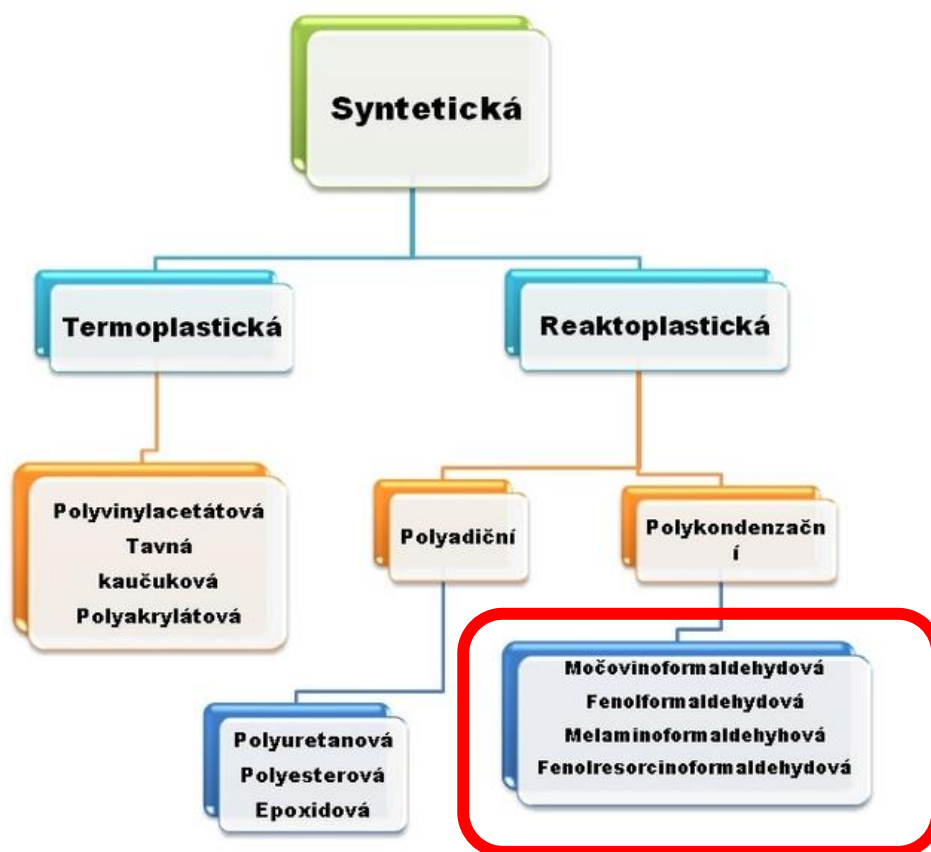 Syntetická
Termoplastická
Reaktoplastická
Polyvinylacetátová
Tavná
kaučuková
Polyakrylátová
Polyadiční
Polykondenzačn
í
Polyuretanová
Polyesterová
Epoxidová
Močovinoformaldehydová
Fenolformaldehydová
Melaminoformaldehyhová
Fenolresorcinoformaldehydová